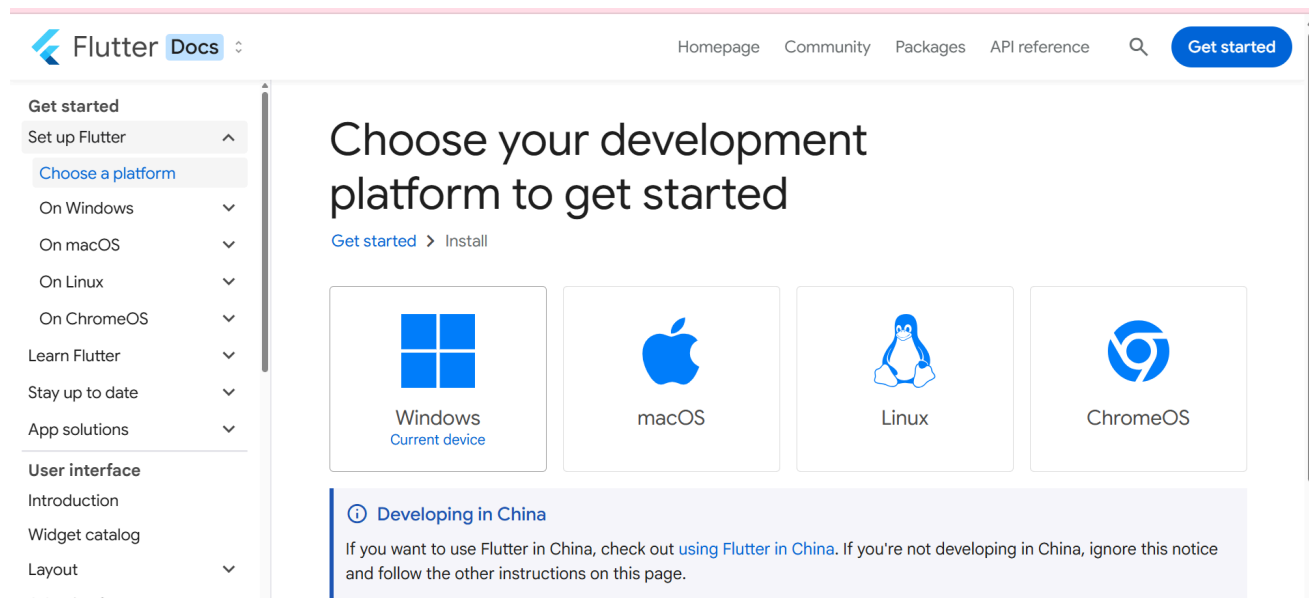 Flutter Docs
Homepage Community Packages API reference Get started
Get started
Set up Flutter
Choose a platform
On Windows
On macOS
On Linux
On ChromeOS
Learn Flutter
Stay up to date
App solutions
User interface
Introduction
Widget catalog
Layout
Choose your development
platform to get started
Get started Install
Windows
Current device
macOS
Linux
ChromeOS
Developing in China
If you want to use Flutter in China, check out using Flutter in China. If you're not developing in China, ignore this notice
and follow the other instructions on this page.